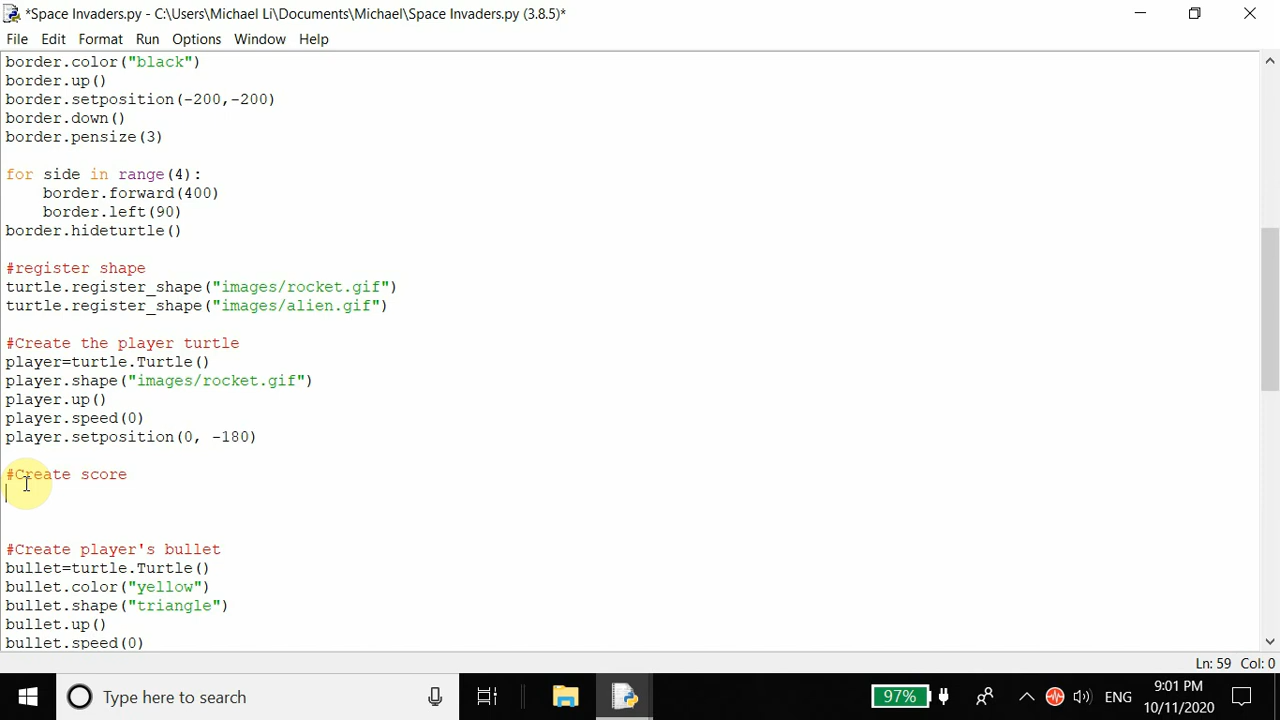 *Space Invaders.py - C:\Users\Michael Li\Documents\Michael\Space Invaders.py (3.8.5)*
File Edit Format Run Options Window Help
border.color("black")
border.up()
border.setposition(-200,-200)
border.down()
border.pensize(3)
for side in range(4):
    border.forward(400)
    border.left(90)
border.hideturtle()
#register shape
turtle.register_shape("images/rocket.gif")
turtle.register_shape("images/alien.gif")
#Create the player turtle
player=turtle.Turtle()
player.shape("images/rocket.gif")
player.up()
player.speed(0)
player.setposition(0, -180)
#Create score
#Create player's bullet
bullet=turtle.Turtle()
bullet.color("yellow")
bullet.shape("triangle")
bullet.up()
bullet.speed(0)
Ln: 59 Col: 0
Type here to search
97%
ENG
9:01 PM
10/11/2020